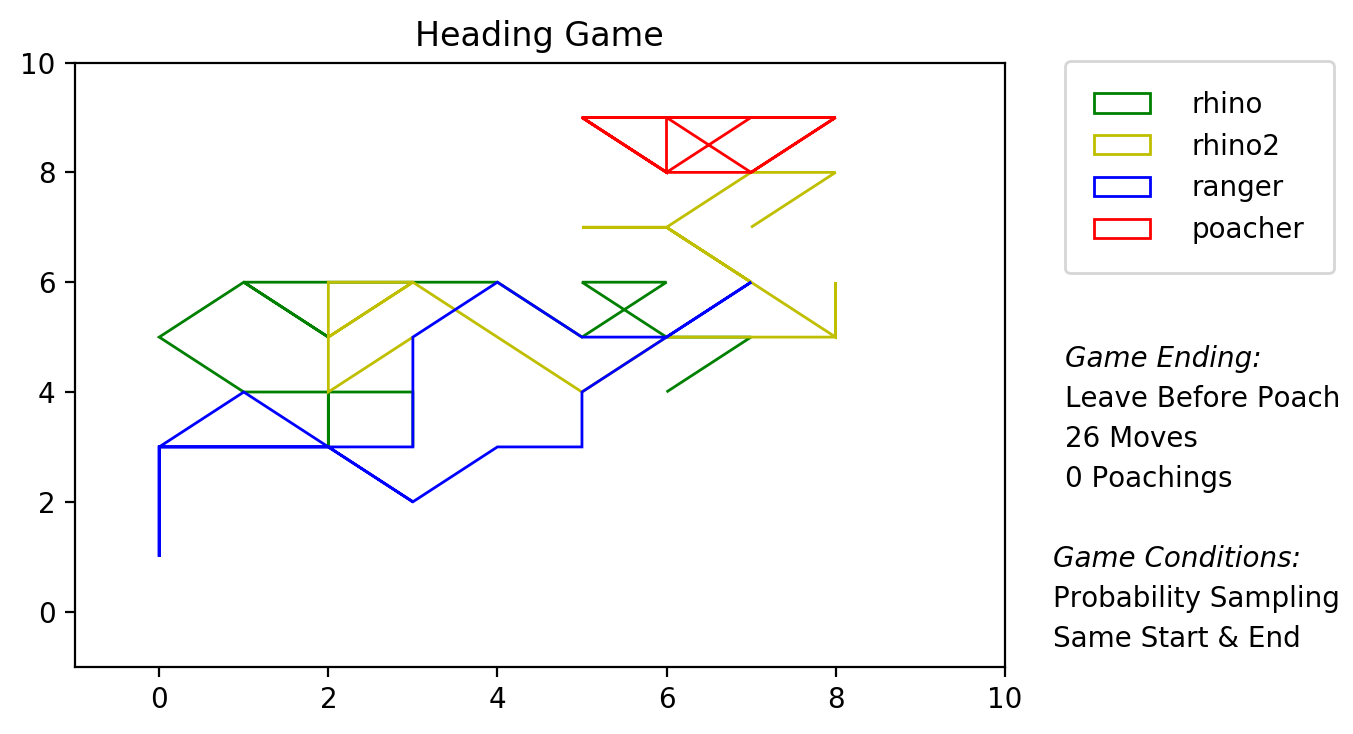 Heading Game
10
8
6
4
2
0
0 2 4 6 8 10
rhino
rhino2
ranger
poacher
Game Ending:
Leave Before Poach
26 Moves
0 Poachings
Game Conditions:
Probability Sampling
Same Start & End